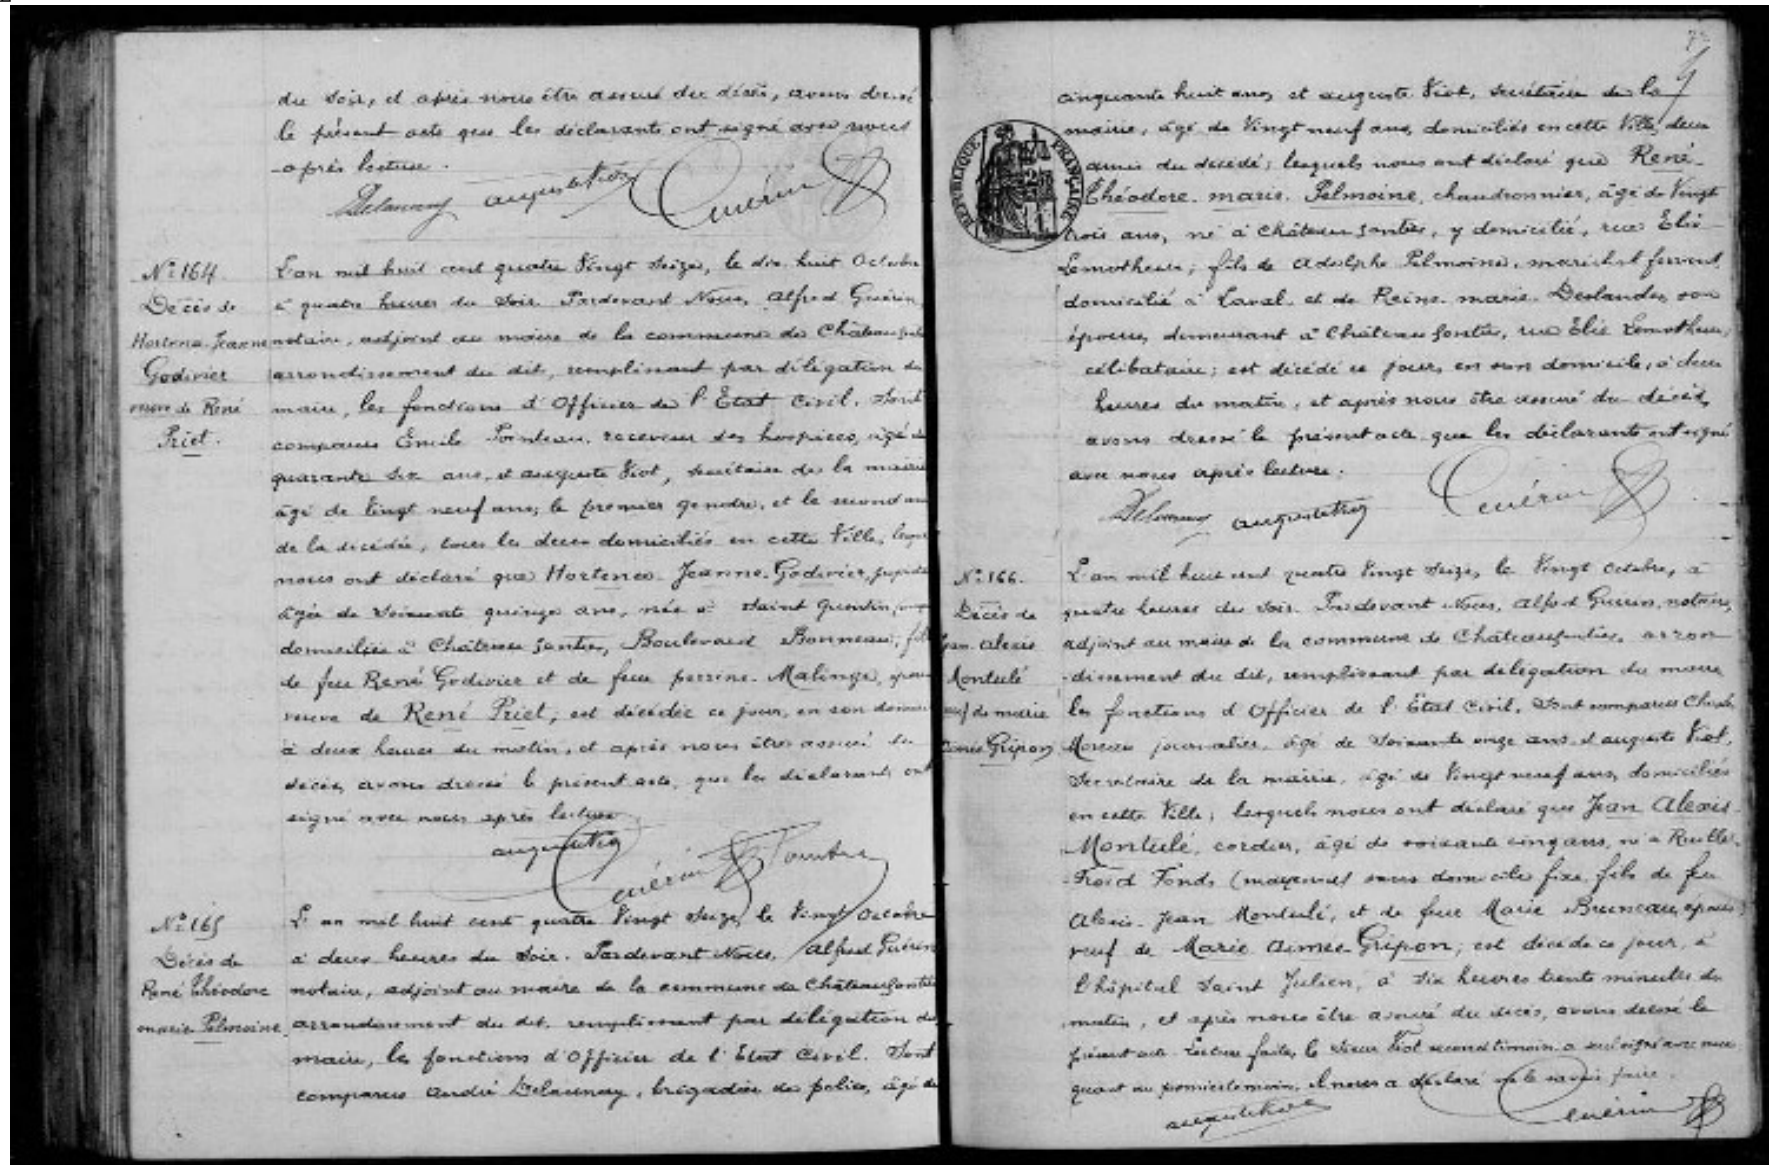 du soir, et après nous être assuré du décès, avons dressé
le présent acte que les déclarants ont signé avec nous
après lecture.
Delaunay auguste Viot Guérin
No 164
Décès de
Hortence Jeanne
Godivier
veuve de René
Priet.
L'an mil huit cent quatre Vingt Seize, le dix huit Octobre
à quatre heures du Soir. Pardevant Nous, Alfred Guérin
notaire, adjoint au maire de la commune de Château
arrondissement du dit, remplissant par délégation du
maire, les fonctions d'Officier de l'Etat Civil. Sont
comparus Emile receveur des hospices, âgé de
quarante six ans, et auguste Viot, secrétaire de la mairie
âgé de Vingt neuf ans; le premier gendre, et le second ami
de la décédée, tous les deux domiciliés en cette Ville, lesquels
nous ont déclaré que Hortence Jeanne Godivier,
âgée de Soixante quinze ans, née à Saint Quentin,
domiciliée à Château Gontier, Boulevard Bonneau; fille
de feu René Godivier et de feue perrine Malinge,
veuve de René Priet; est décédée ce jour, en son domicile
à deux heures du matin, et après nous être assuré du
décès, avons dressé le présent acte, que les déclarants ont
signé avec nous après lecture.
auguste Viot
Guérin
No 165
Décès de
René Théodore
marie Pelmoine
L'an mil huit cent quatre Vingt Seize, le Vingt Octobre
à deux heures du Soir. Pardevant Nous, Alfred Guérin
notaire, adjoint au maire de la commune de Château Gontier
arrondissement du dit, remplissant par délégation du
maire, les fonctions d'Officier de l'Etat Civil. Sont
comparus André Delaunay, brigadier de police, âgé de
cinquante huit ans, et auguste Viot, secrétaire de la
mairie, âgé de Vingt neuf ans, domiciliés en cette Ville, deux
amis du décédé; lesquels nous ont déclaré que René
Théodore marie Pelmoine, chaudronnier, âgé de Vingt
trois ans, né à Château Gontier, y domicilié, rue Elie
Lemotheux; fils de Adolphe Pelmoine, maréchal ferrant,
domicilié à Laval et de Reine marie Deslandes, son
épouse, demeurant à Château Gontier, rue Elie Lemotheux;
célibataire; est décédé ce jour, en son domicile, à deux
heures du matin, et après nous être assuré du décès,
avons dressé le présent acte que les déclarants ont signé
avec nous après lecture.
Delaunay auguste Viot Guérin
REPUBLIQUE FRANÇAISE
No 166.
Décès de
Jean Alexis
Montulé
veuf de marie
Aimée Gripon
L'an mil huit cent quatre Vingt Seize, le Vingt Octobre, à
quatre heures du Soir. Pardevant Nous, Alfred Guérin, notaire,
adjoint au maire de la commune de Château Gontier, arron
dissement du dit, remplissant par délégation du maire
les fonctions d'Officier de l'Etat Civil. Sont comparus
Moreau journalier, âgé de Soixante onze ans, et auguste Viot,
Secrétaire de la mairie, âgé de Vingt neuf ans, domiciliés
en cette Ville; lesquels nous ont déclaré que Jean Alexis
Montulé, cordier, âgé de soixante cinq ans, né à Ruillé
Froid Fonds (mayenne) sans domicile fixe, fils de feu
Alexis Jean Montulé, et de feue Marie Bruneau, époux
veuf de Marie Aimée Gripon; est décédé ce jour, à
l'hôpital Saint Julien, à Six heures trente minutes du
matin, et après nous être assuré du décès, avons dressé le
présent acte. Lecture faite, le Sieur Viot second témoin a seul signé avec nous
quant au premier témoin, il nous a déclaré ne le savoir faire.
auguste Viot Guérin